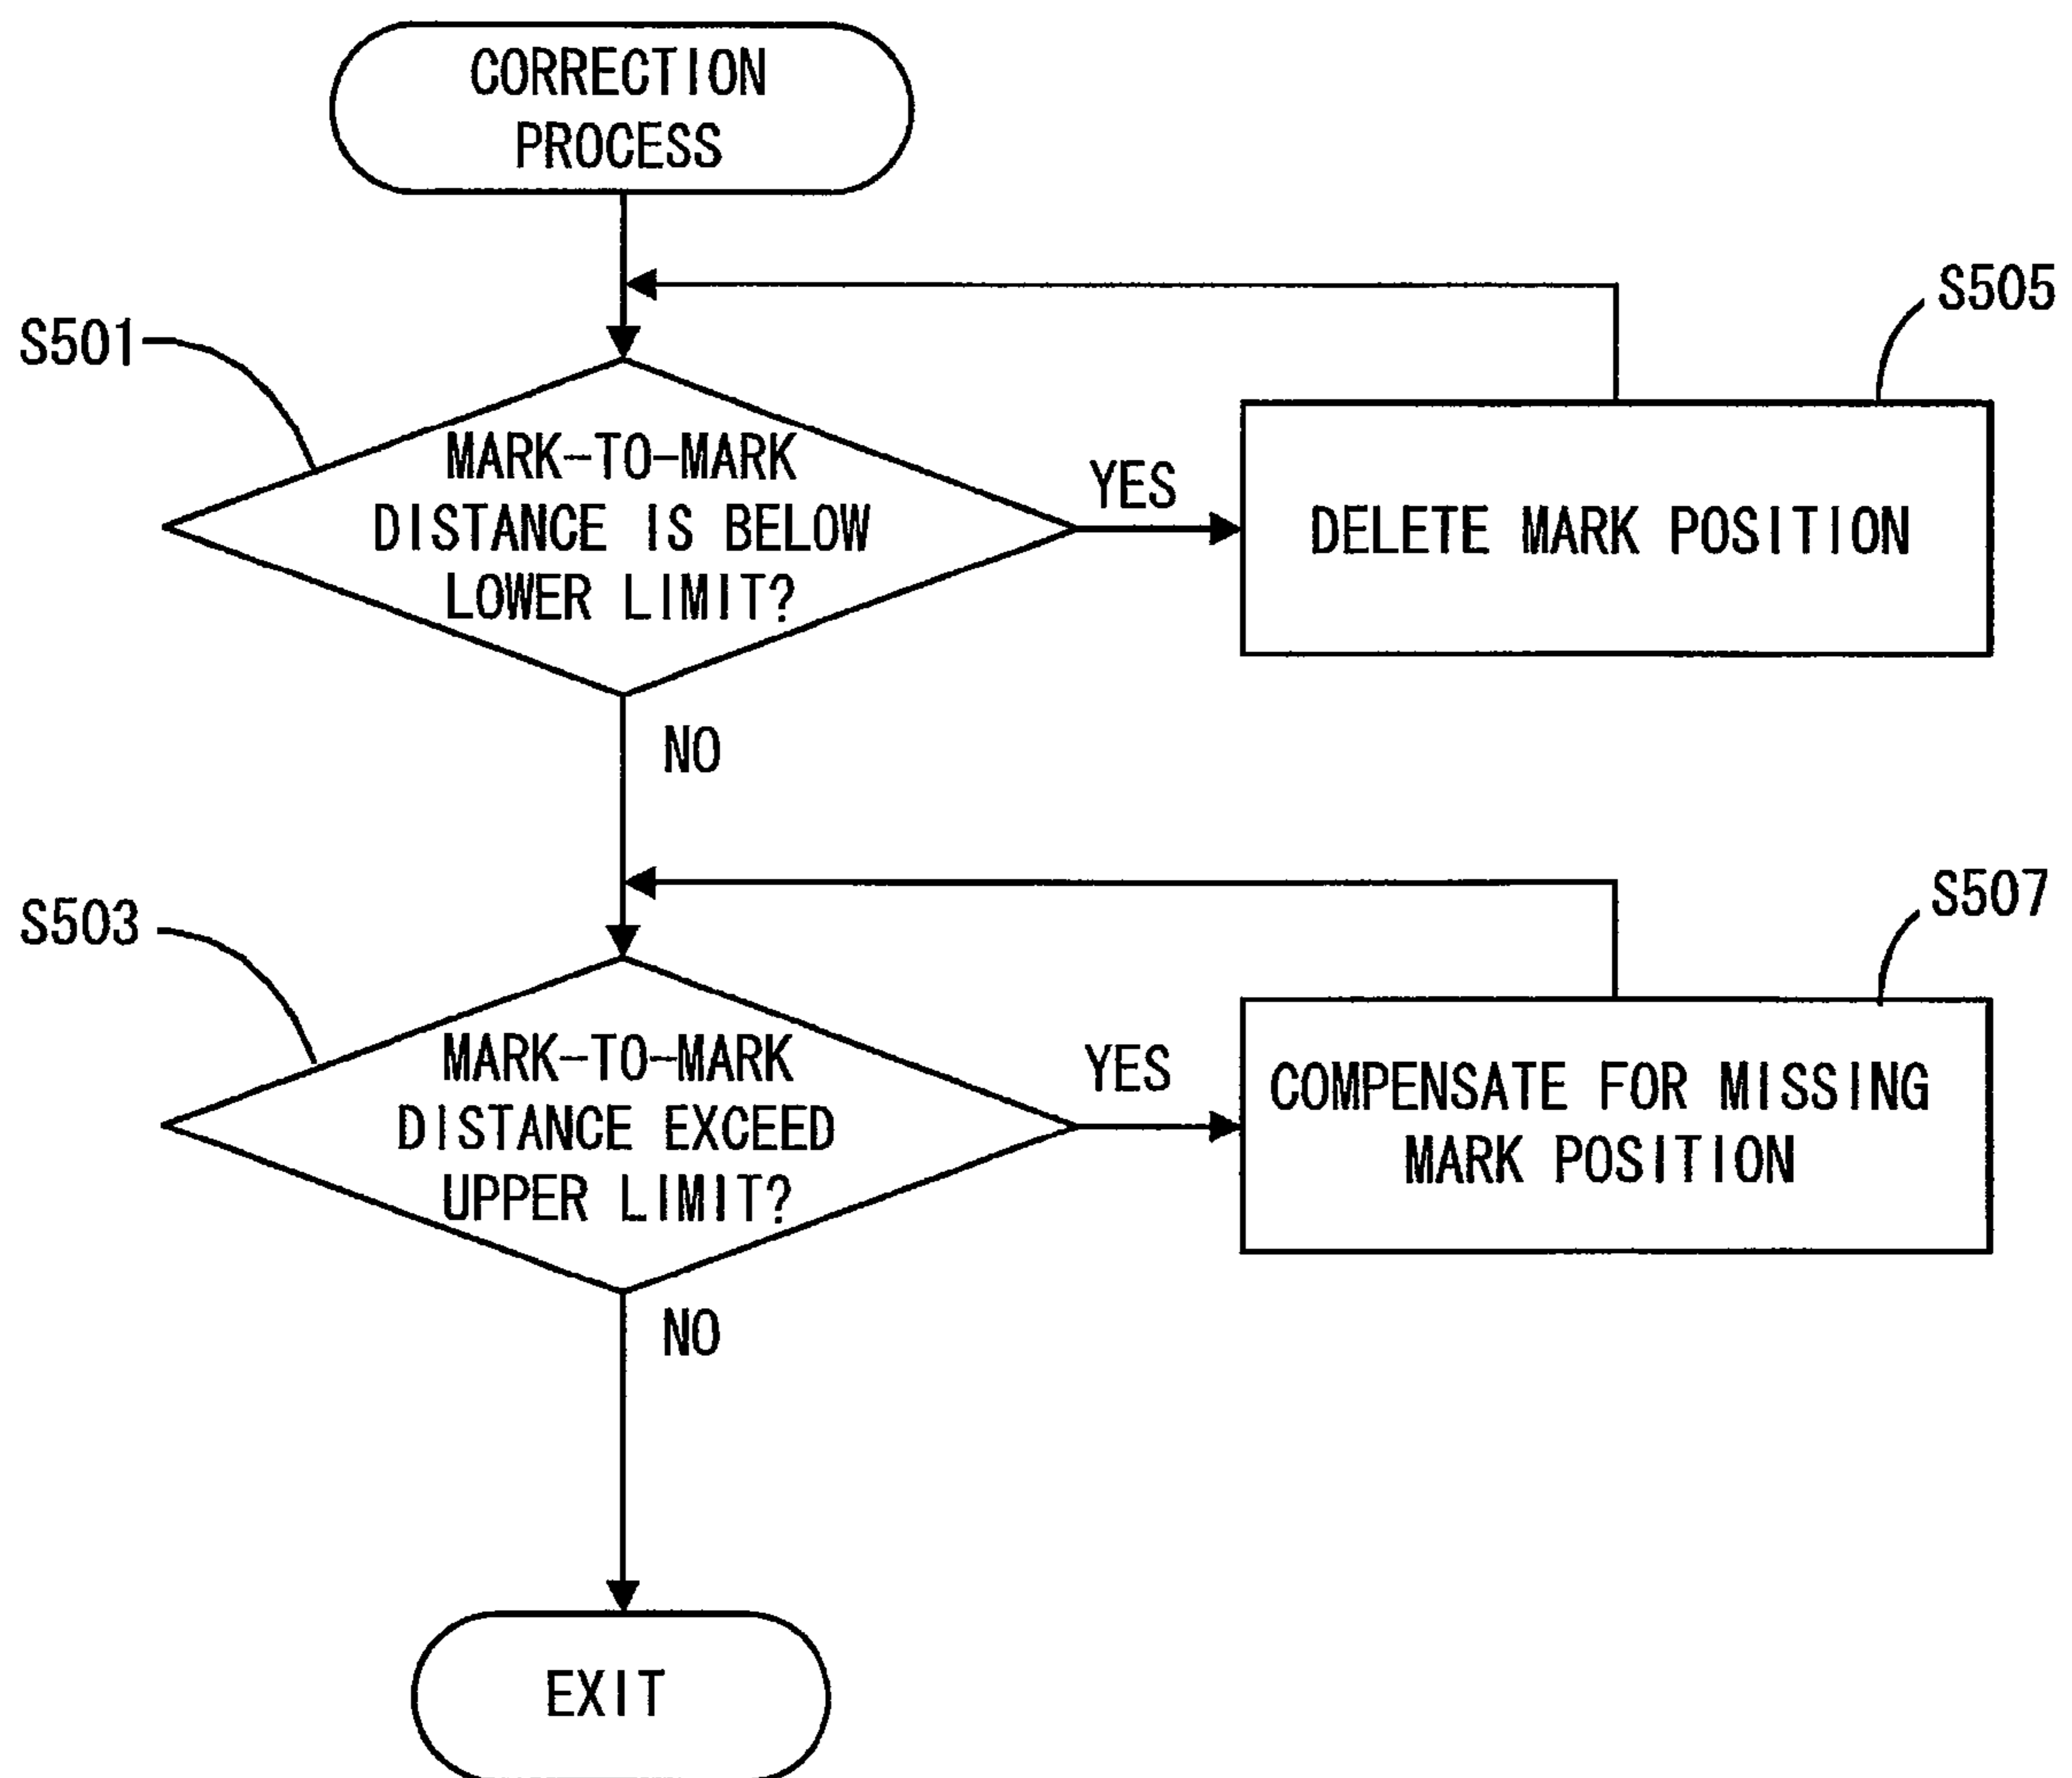 CORRECTION
PROCESS
S505
S501
MARK-TO-MARK
DISTANCE IS BELOW
LOWER LIMIT?
YES
DELETE MARK POSITION
NO
S507
S503
MARK-TO-MARK
DISTANCE EXCEED
UPPER LIMIT?
YES
COMPENSATE FOR MISSING
MARK POSITION
NO
EXIT